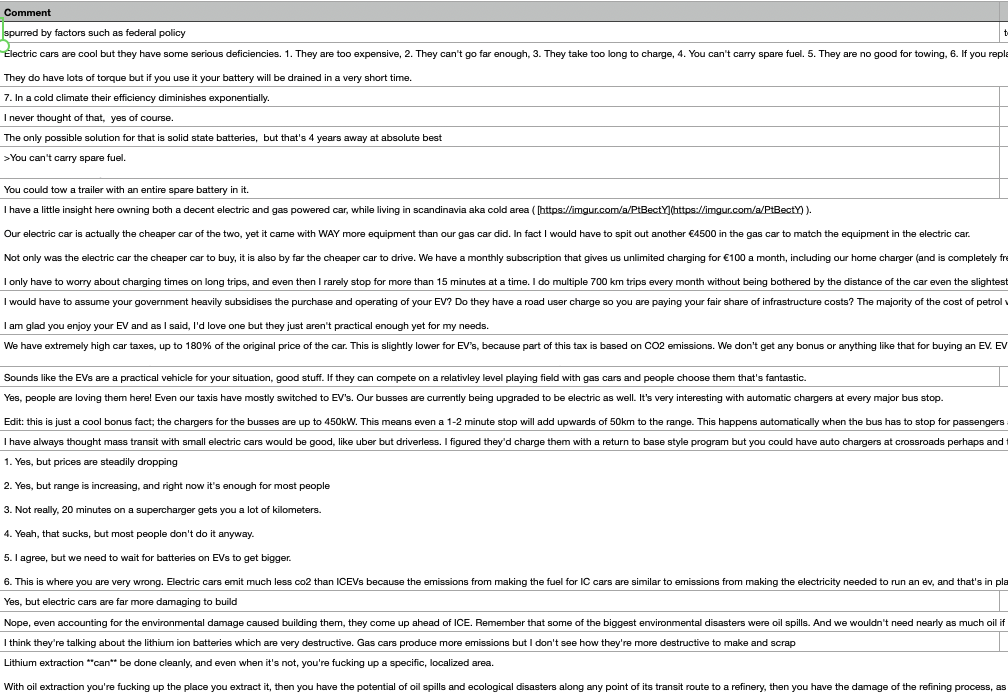 Comment
spurred by factors such as federal policy
Electric cars are cool but they have some serious deficiencies. 1. They are too expensive, 2. They can't go far enough, 3. They take too long to charge, 4. You can't carry spare fuel. 5. They are no good for towing, 6. If you repla
They do have lots of torque but if you use it your battery will be drained in a very short time.
7. In a cold climate their efficiency diminishes exponentially.
I never thought of that,  yes of course.
The only possible solution for that is solid state batteries,  but that's 4 years away at absolute best
>You can't carry spare fuel.
You could tow a trailer with an entire spare battery in it.
I have a little insight here owning both a decent electric and gas powered car, while living in scandinavia aka cold area ( [https://imgur.com/a/PtBectY](https://imgur.com/a/PtBectY) ).
Our electric car is actually the cheaper car of the two, yet it came with WAY more equipment than our gas car did. In fact I would have to spit out another €4500 in the gas car to match the equipment in the electric car.
Not only was the electric car the cheaper car to buy, it is also by far the cheaper car to drive. We have a monthly subscription that gives us unlimited charging for €100 a month, including our home charger (and is completely fre
I only have to worry about charging times on long trips, and even then I rarely stop for more than 15 minutes at a time. I do multiple 700 km trips every month without being bothered by the distance of the car even the slightest
I would have to assume your government heavily subsidises the purchase and operating of your EV? Do they have a road user charge so you are paying your fair share of infrastructure costs? The majority of the cost of petrol v
I am glad you enjoy your EV and as I said, I'd love one but they just aren't practical enough yet for my needs.
We have extremely high car taxes, up to 180% of the original price of the car. This is slightly lower for EV's, because part of this tax is based on CO2 emissions. We don't get any bonus or anything like that for buying an EV. EV
Sounds like the EVs are a practical vehicle for your situation, good stuff. If they can compete on a relativley level playing field with gas cars and people choose them that's fantastic.
Yes, people are loving them here! Even our taxis have mostly switched to EV's. Our busses are currently being upgraded to be electric as well. It's very interesting with automatic chargers at every major bus stop.
Edit: this is just a cool bonus fact; the chargers for the busses are up to 450kW. This means even a 1-2 minute stop will add upwards of 50km to the range. This happens automatically when the bus has to stop for passengers
I have always thought mass transit with small electric cars would be good, like uber but driverless. I figured they'd charge them with a return to base style program but you could have auto chargers at crossroads perhaps and t
1. Yes, but prices are steadily dropping
2. Yes, but range is increasing, and right now it's enough for most people
3. Not really, 20 minutes on a supercharger gets you a lot of kilometers.
4. Yeah, that sucks, but most people don't do it anyway.
5. I agree, but we need to wait for batteries on EVs to get bigger.
6. This is where you are very wrong. Electric cars emit much less co2 than ICEVs because the emissions from making the fuel for IC cars are similar to emissions from making the electricity needed to run an ev, and that's in pla
Yes, but electric cars are far more damaging to build
Nope, even accounting for the environmental damage caused building them, they come up ahead of ICE. Remember that some of the biggest environmental disasters were oil spills. And we wouldn't need nearly as much oil if
I think they're talking about the lithium ion batteries which are very destructive. Gas cars produce more emissions but I don't see how they're more destructive to make and scrap
Lithium extraction **can** be done cleanly, and even when it's not, you're fucking up a specific, localized area.
With oil extraction you're fucking up the place you extract it, then you have the potential of oil spills and ecological disasters along any point of its transit route to a refinery, then you have the damage of the refining process, as